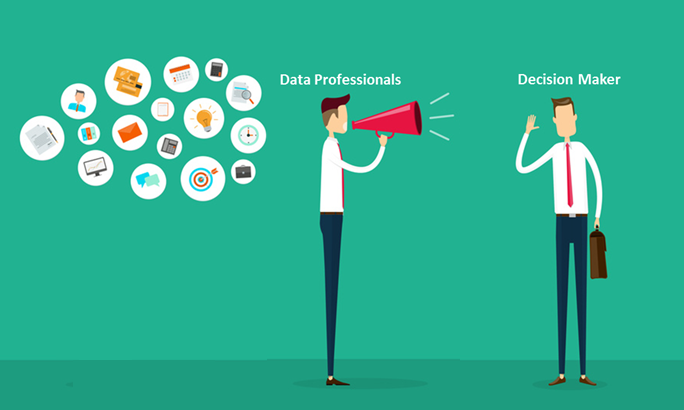 Data Professionals
Decision Maker